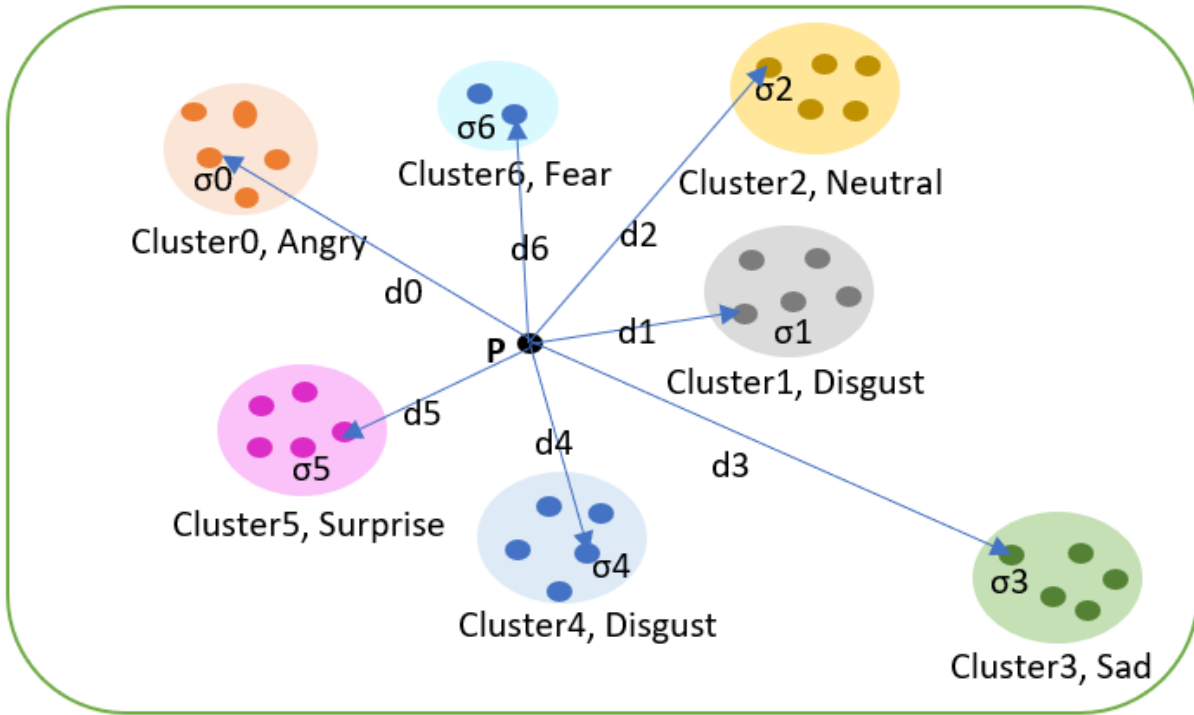 σ2
σ6
σ0
Cluster6, Fear
Cluster2, Neutral
Cluster0, Angry
d2
d6
d0
d1
σ1
P
Cluster1, Disgust
d5
d4
d3
σ5
Cluster5, Surprise
σ4
σ3
Cluster4, Disgust
Cluster3, Sad